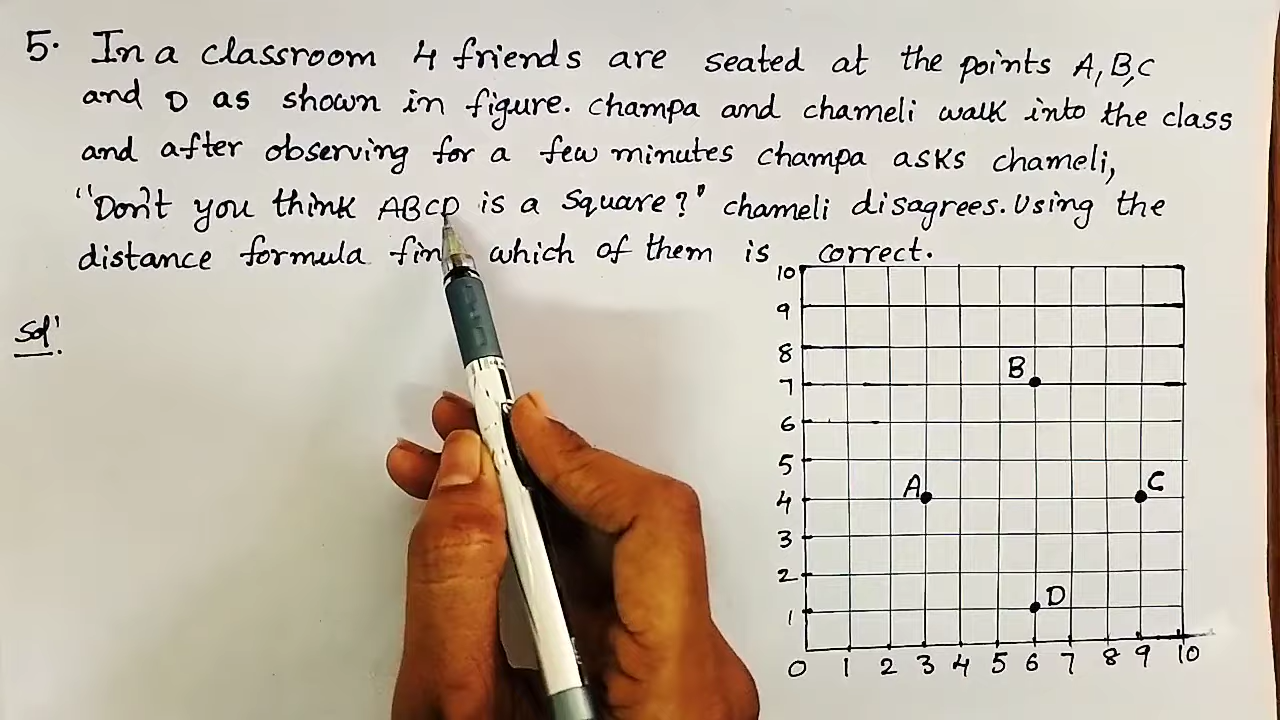 5. In a classroom 4 friends are seated at the points A, B, C
and D as shown in figure. champa and chameli walk into the class
and after observing for a few minutes champa asks chameli,
"Don't you think ABCD is a Square?" chameli disagrees. Using the
distance formula fin which of them is correct.
Sol!
10
9
8
B
7
6
5
A C
4
3
2
D
1
0 1 2 3 4 5 6 7 8 9 10